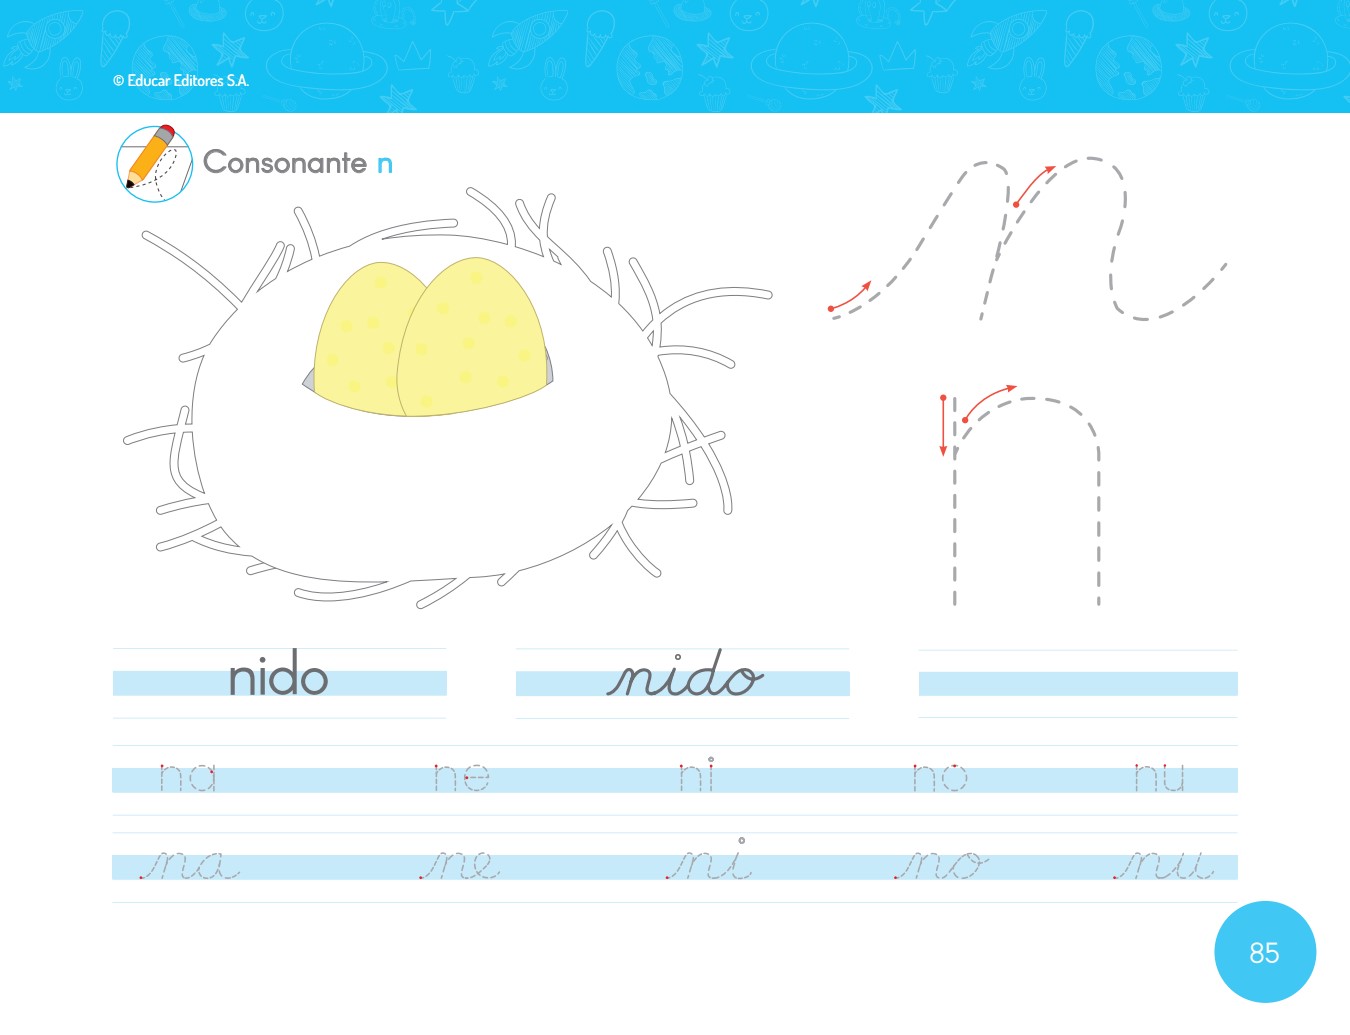 © Educar Editores S.A.
Consonante n
n
n
nido nido
na ne ni no nu
na ne ni no nu
85